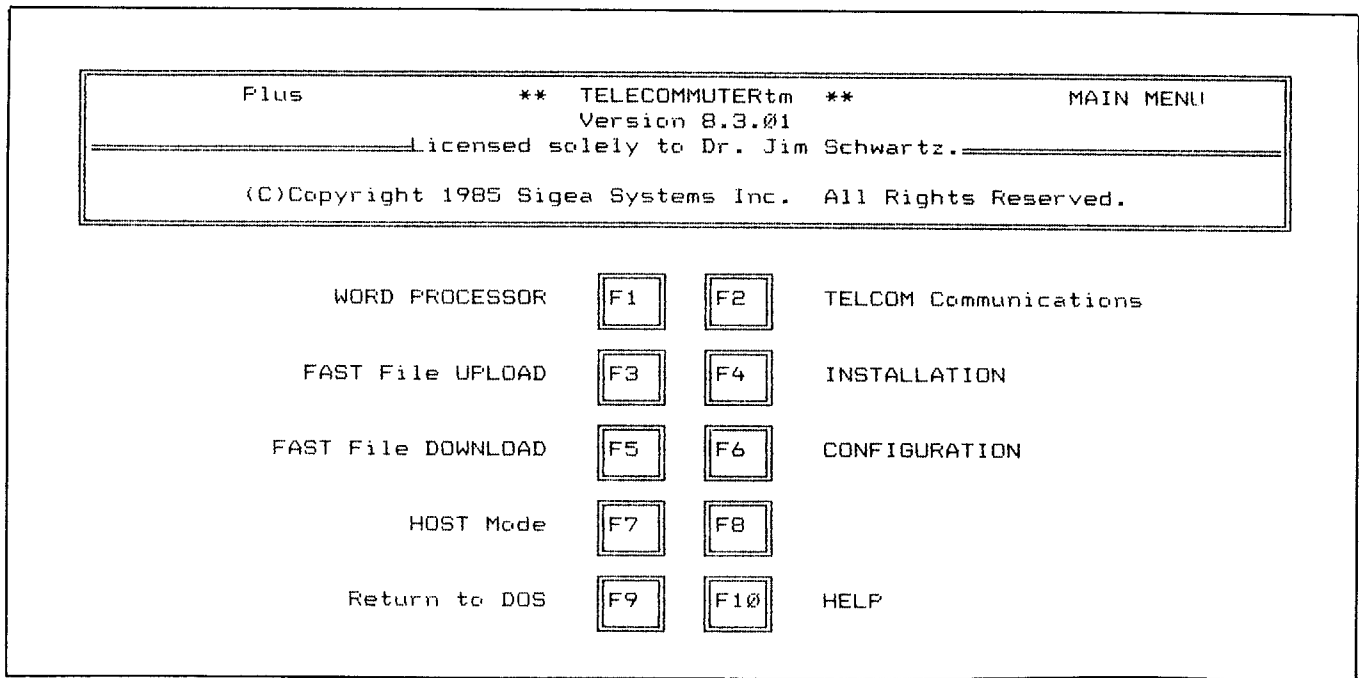 Plus ** TELECOMMUTERtm ** MAIN MENU
Version 8.3.01
Licensed solely to Dr. Jim Schwartz.
(C)Copyright 1985 Sigea Systems Inc. All Rights Reserved.
WORD PROCESSOR F1 F2 TELCOM Communications
FAST File UPLOAD F3 F4 INSTALLATION
FAST File DOWNLOAD F5 F6 CONFIGURATION
HOST Mode F7 F8
Return to DOS F9 F10 HELP